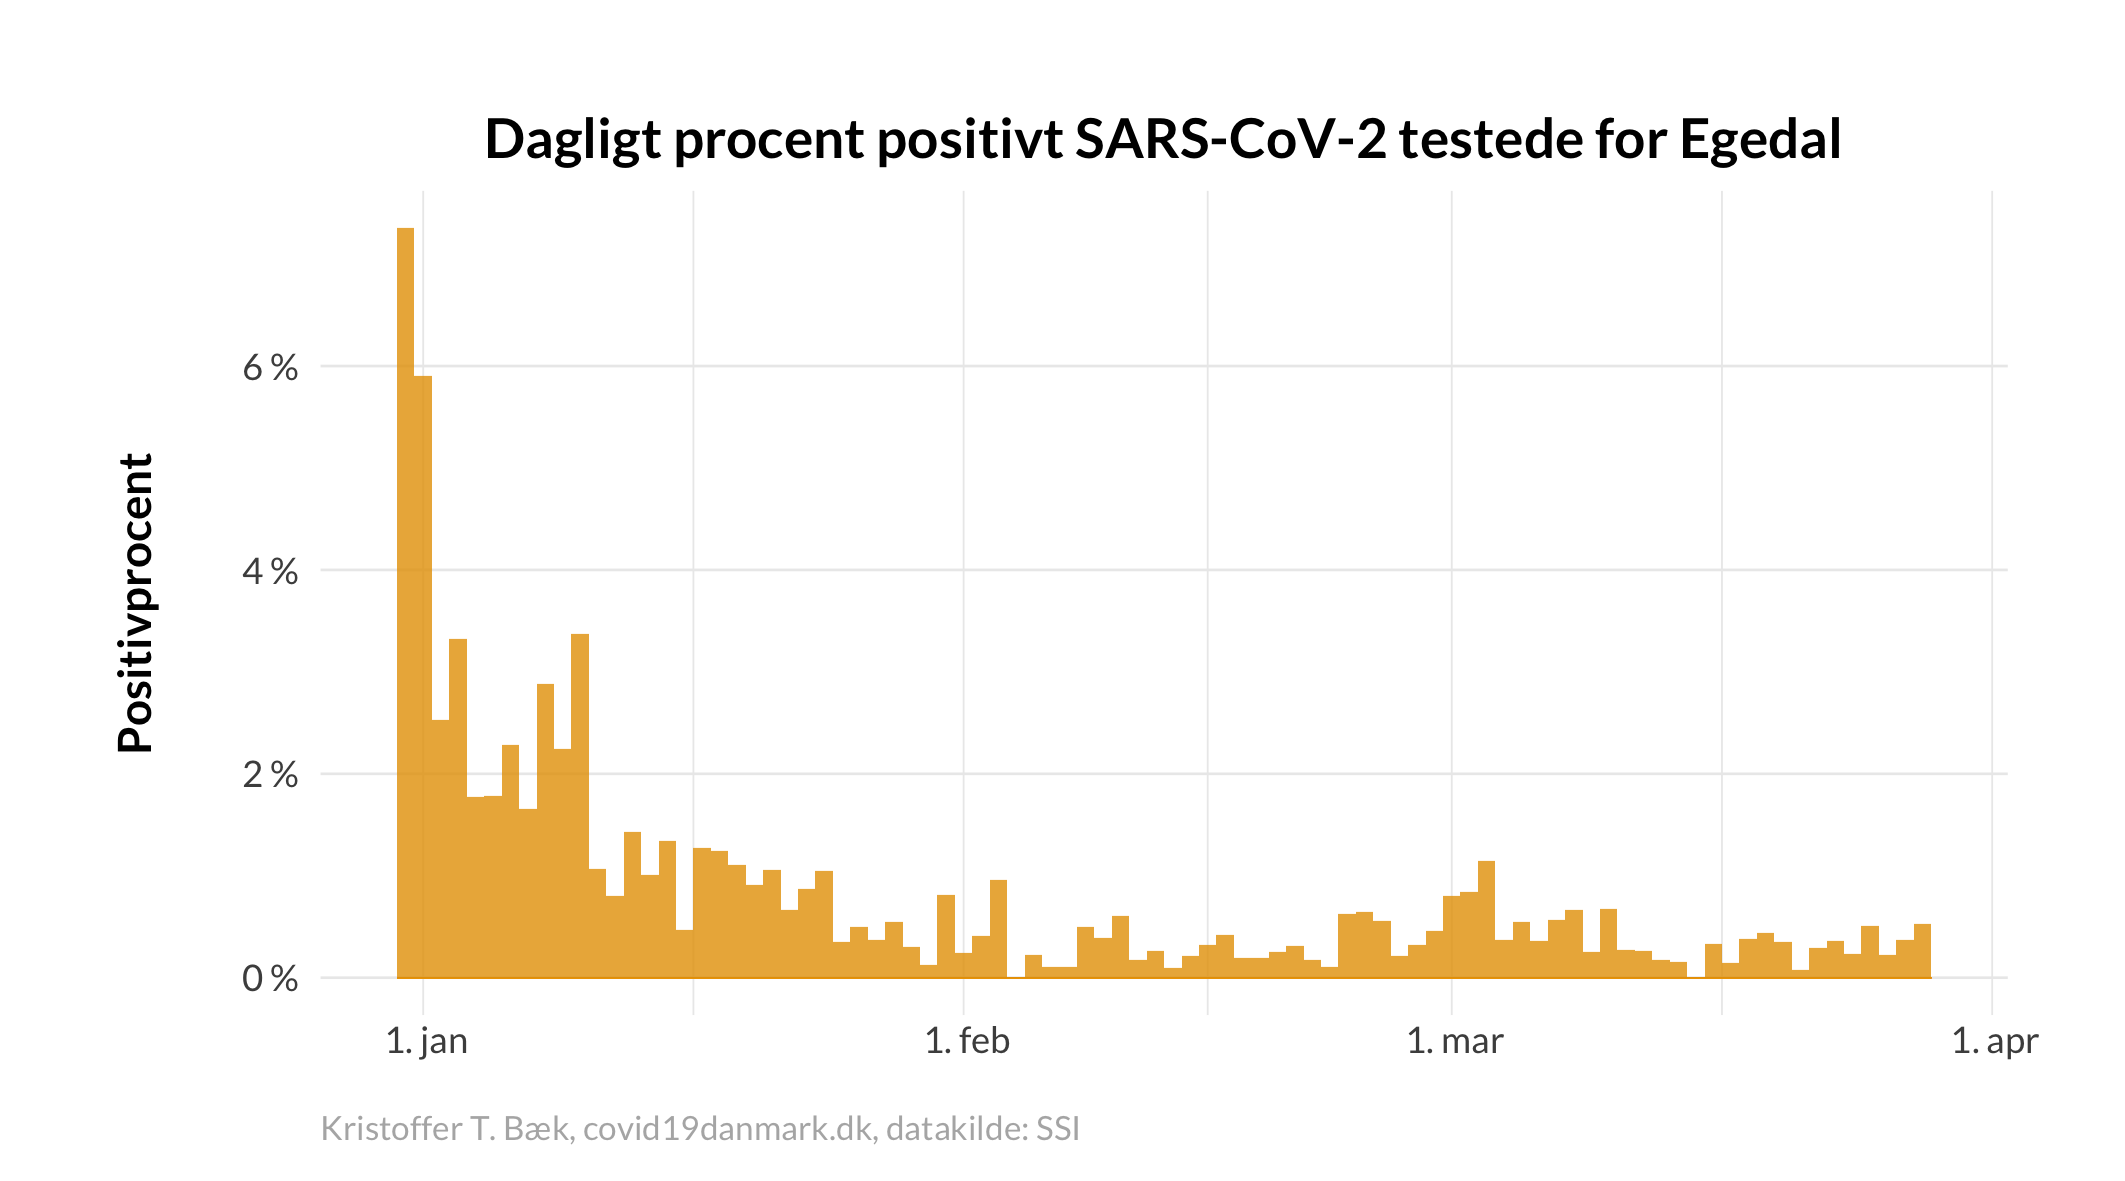 Dagligt procent positivt SARS-CoV-2 testede for Egedal
Positivprocent
6 %
4 %
2 %
0 %
1. jan
1. feb
1. mar
1. apr
Kristoffer T. Bæk, covid19danmark.dk, datakilde: SSI